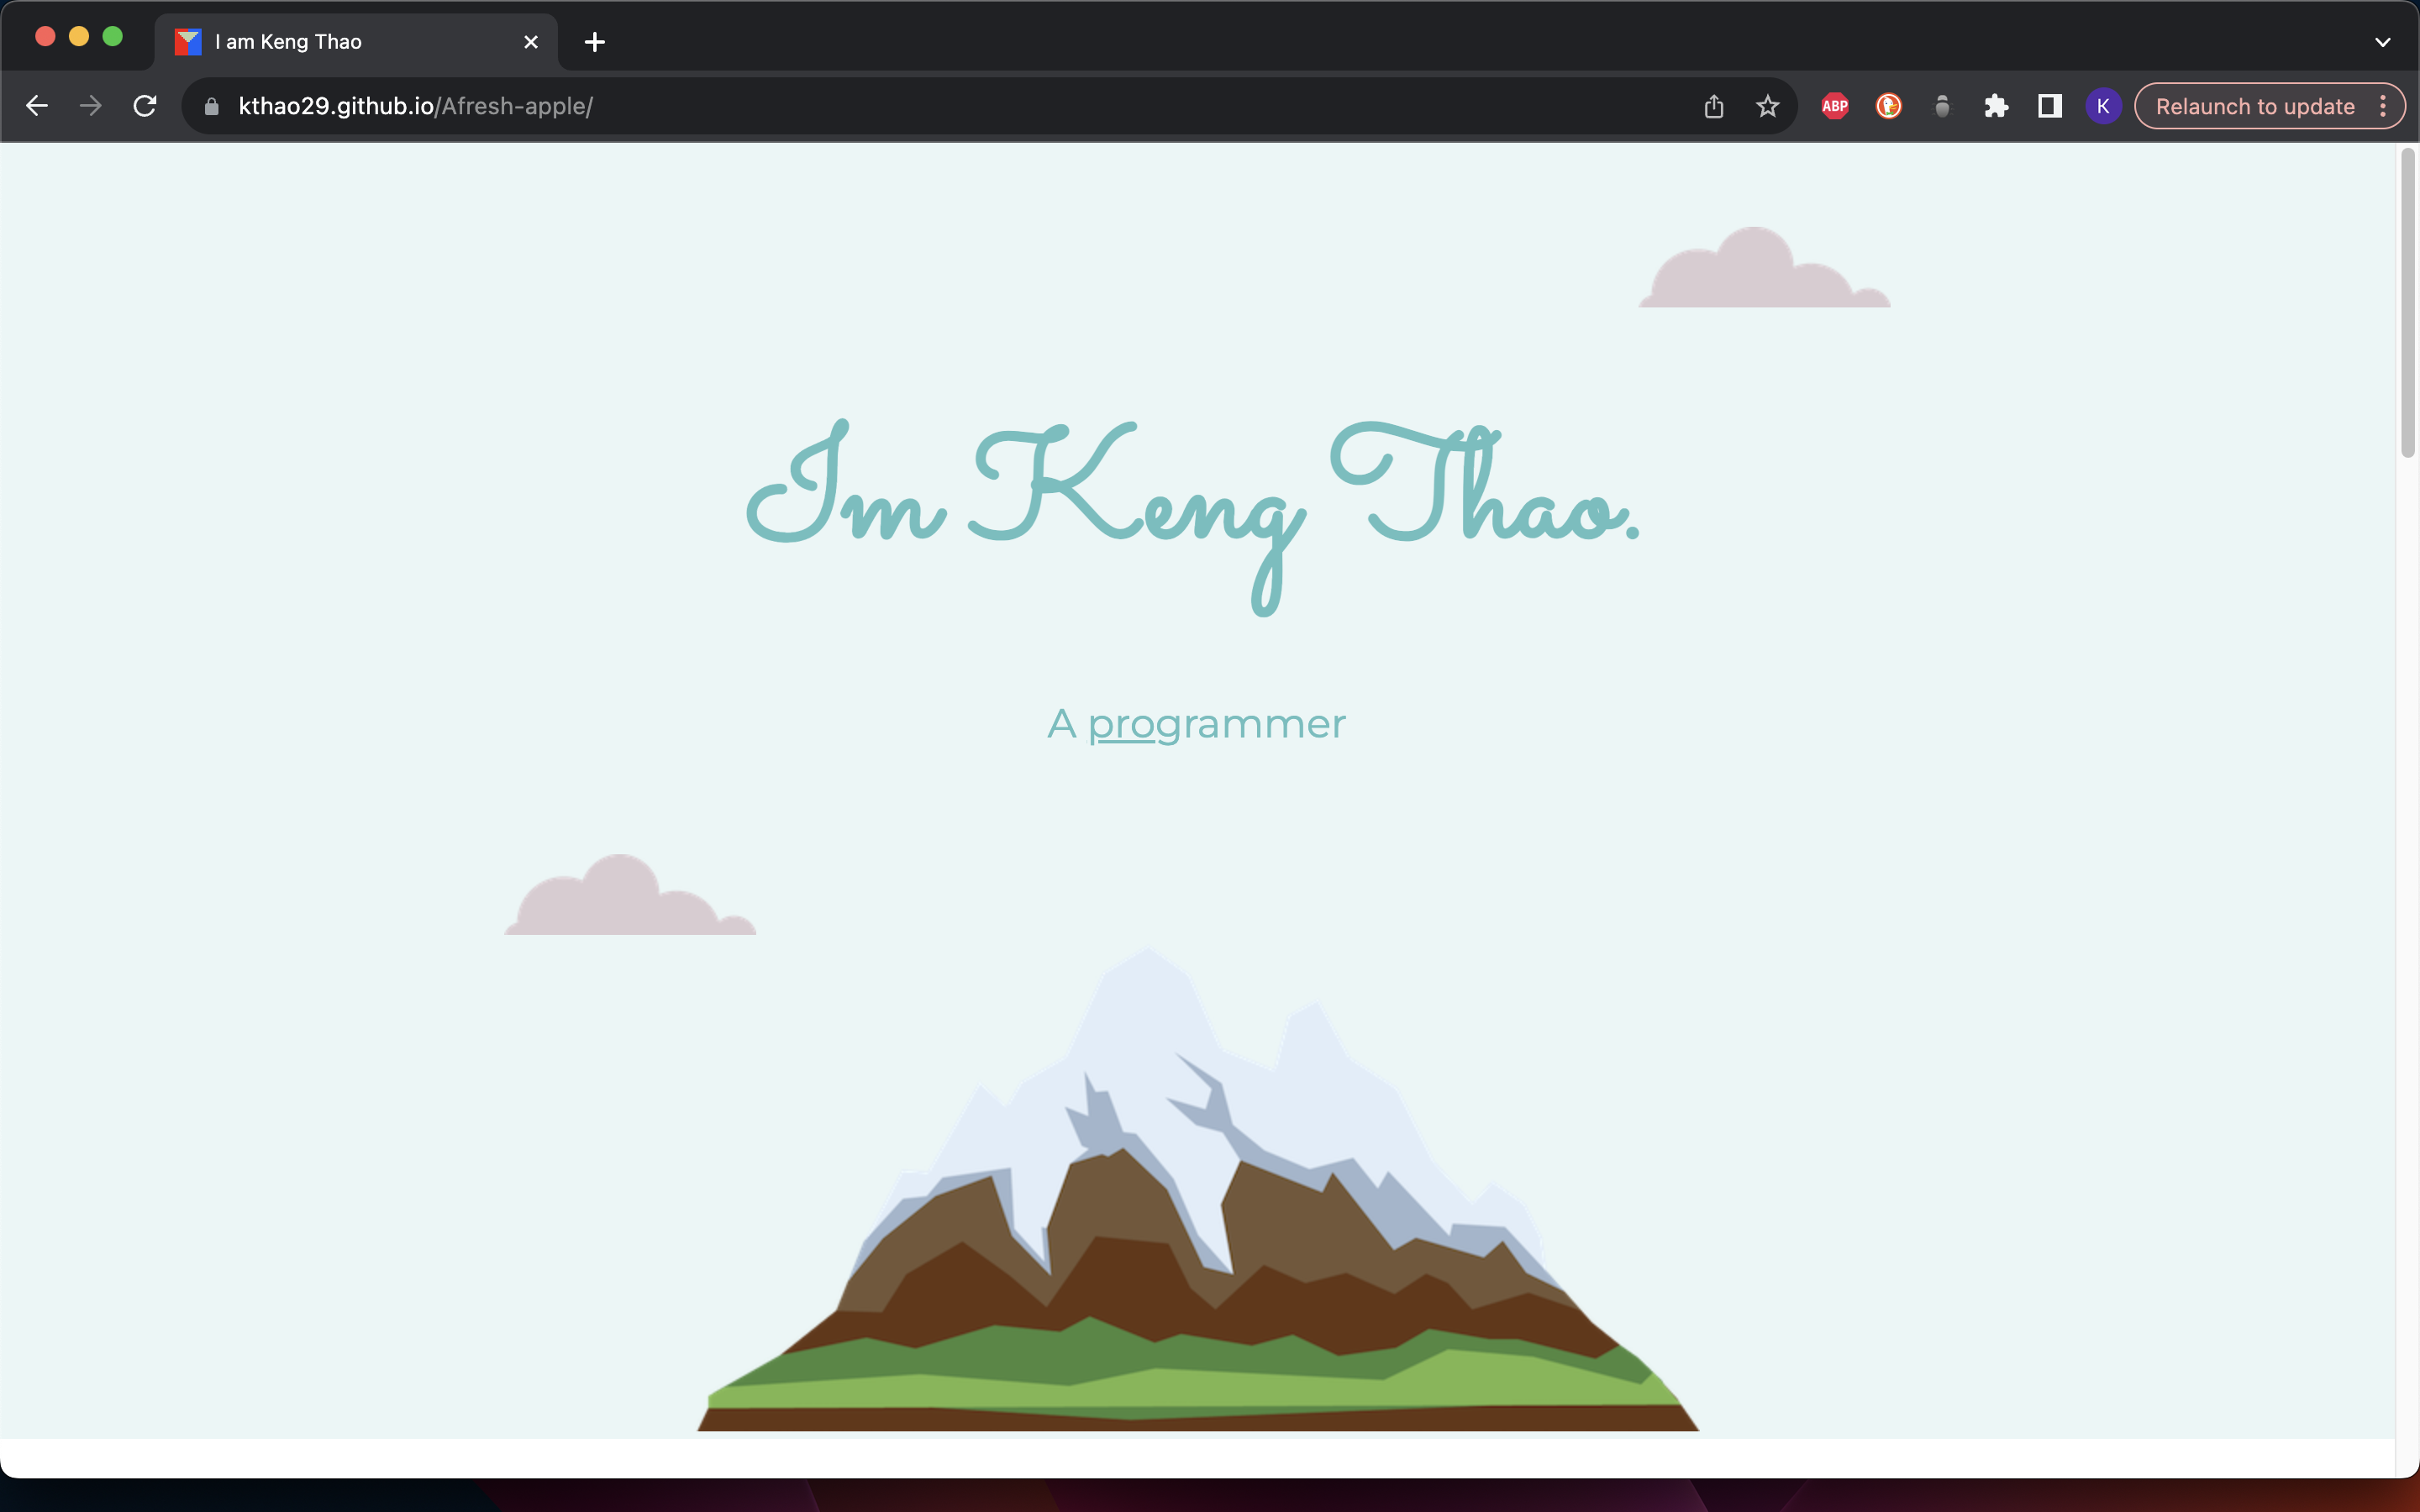 I am Keng Thao
kthao29.github.io/Afresh-apple/
ABP
K
Relaunch to update
Im Keng Thao.
A programmer